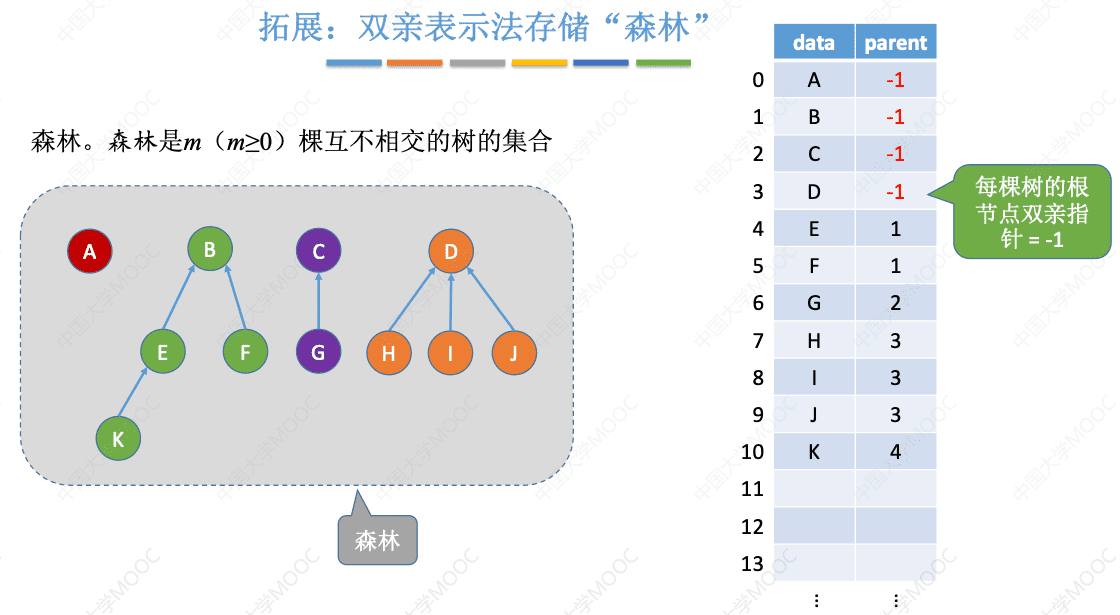 拓展：双亲表示法存储“森林”
森林。森林是m（m≥0）棵互不相交的树的集合
A
B
C
D
E
F
G
H
I
J
K
森林
data parent
0 A -1
1 B -1
2 C -1
3 D -1
4 E 1
5 F 1
6 G 2
7 H 3
8 I 3
9 J 3
10 K 4
11
12
13
⋮ ⋮
每棵树的根
节点双亲指
针 = -1
中国大学MOOC